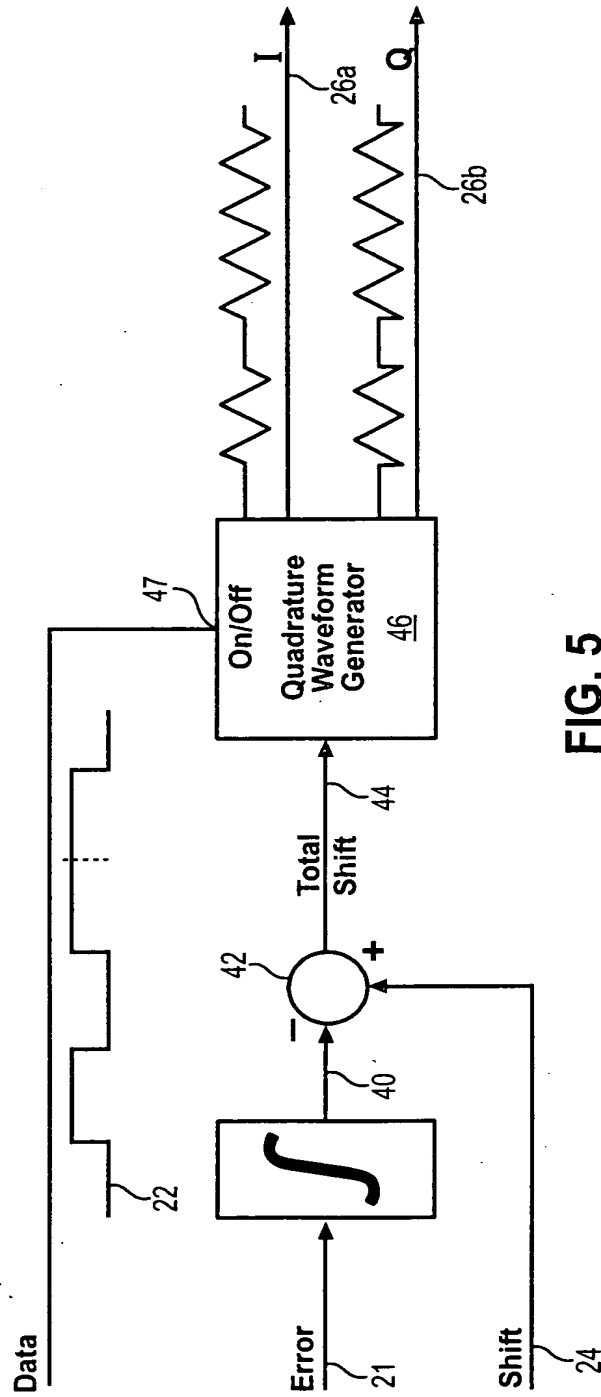 Data
22
47
On/Off
Quadrature
Waveform
Generator
46
I
26a
Q
26b
Error
21
∫
40
−
42
+
Total
Shift
44
Shift
24
FIG. 5